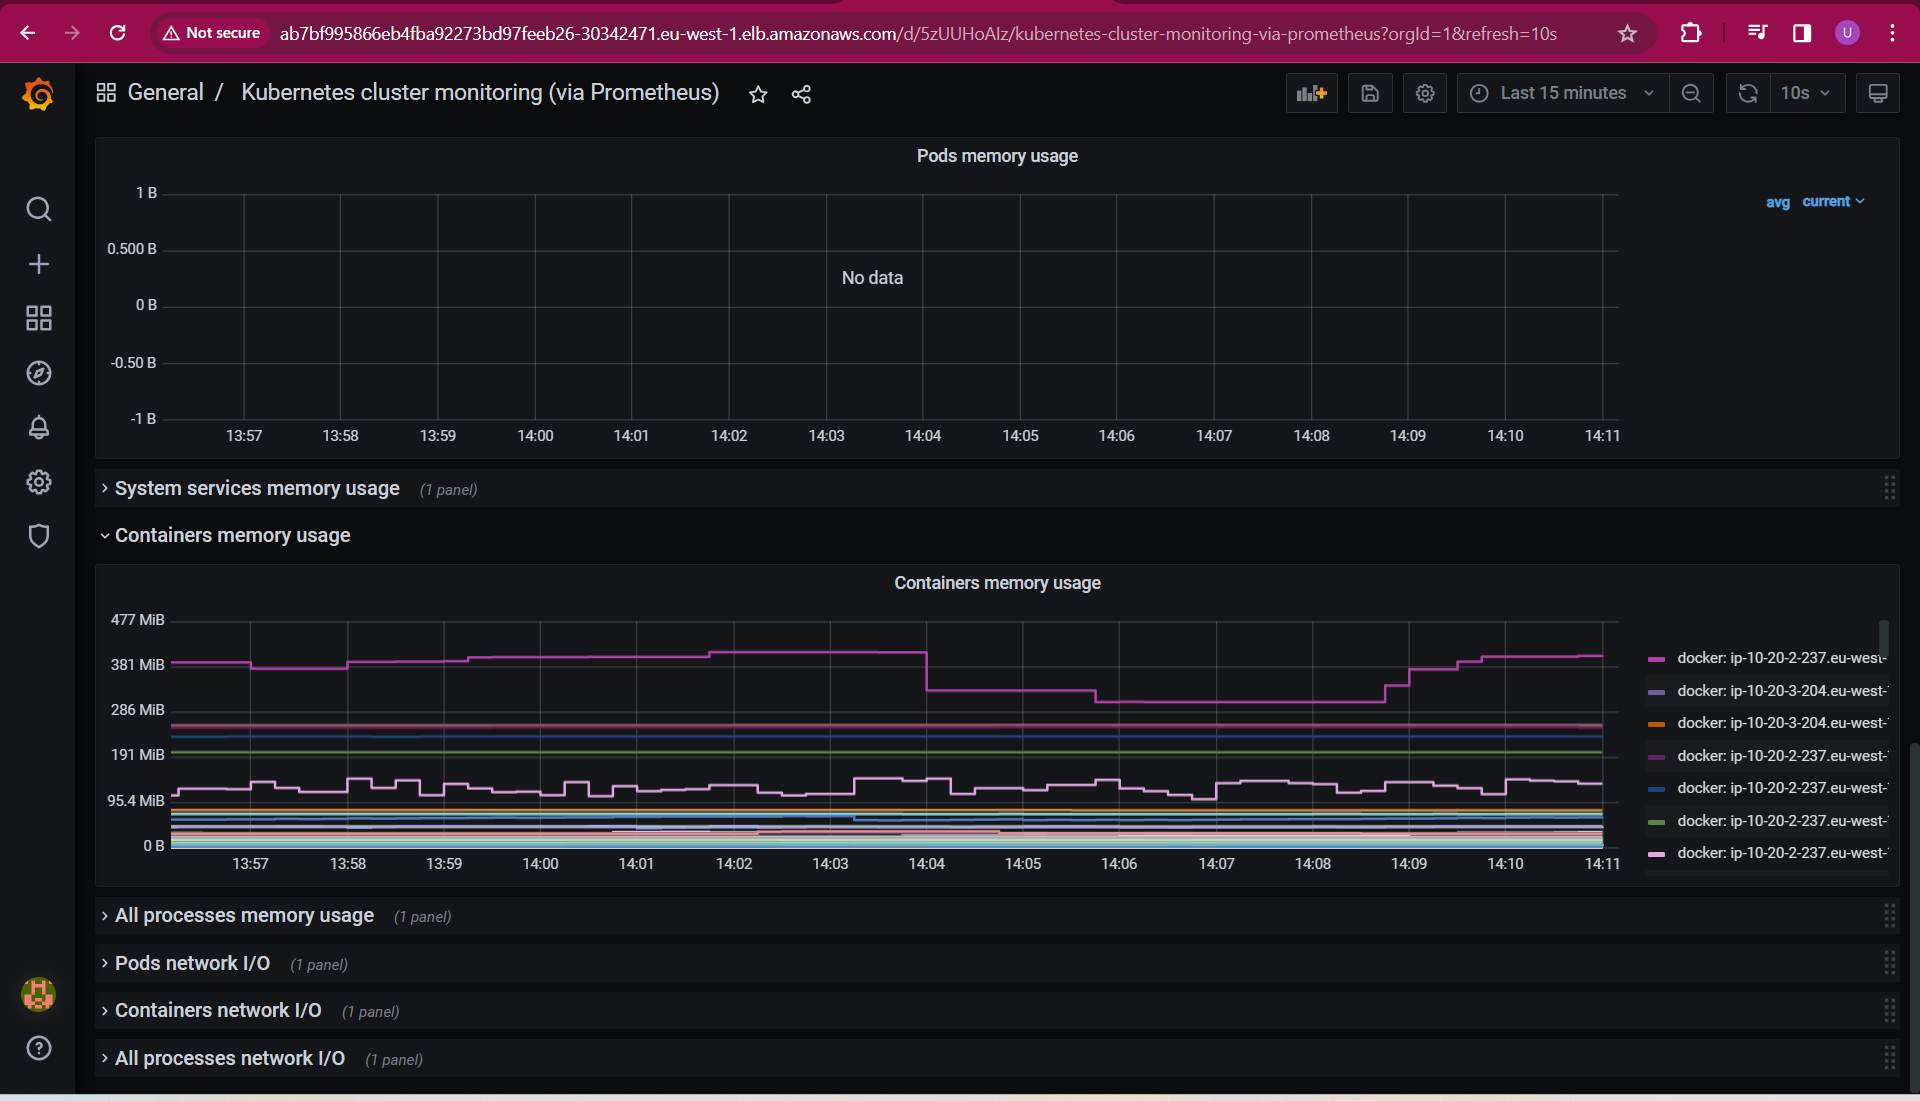 Not secure ab7bf995866eb4fba92273bd97feeb26-30342471.eu-west-1.elb.amazonaws.com/d/5zUUHoAIz/kubernetes-cluster-monitoring-via-prometheus?orgId=1&refresh=10s U
General / Kubernetes cluster monitoring (via Prometheus) Last 15 minutes 10s
Pods memory usage
1 B
0.500 B
0 B
-0.50 B
-1 B
No data
avg current
13:57 13:58 13:59 14:00 14:01 14:02 14:03 14:04 14:05 14:06 14:07 14:08 14:09 14:10 14:11
System services memory usage (1 panel)
Containers memory usage
Containers memory usage
477 MiB
381 MiB
286 MiB
191 MiB
95.4 MiB
0 B
13:57 13:58 13:59 14:00 14:01 14:02 14:03 14:04 14:05 14:06 14:07 14:08 14:09 14:10 14:11
docker: ip-10-20-2-237.eu-west-
docker: ip-10-20-3-204.eu-west-
docker: ip-10-20-3-204.eu-west-
docker: ip-10-20-2-237.eu-west-
docker: ip-10-20-2-237.eu-west-
docker: ip-10-20-2-237.eu-west-
docker: ip-10-20-2-237.eu-west-
All processes memory usage (1 panel)
Pods network I/O (1 panel)
Containers network I/O (1 panel)
All processes network I/O (1 panel)